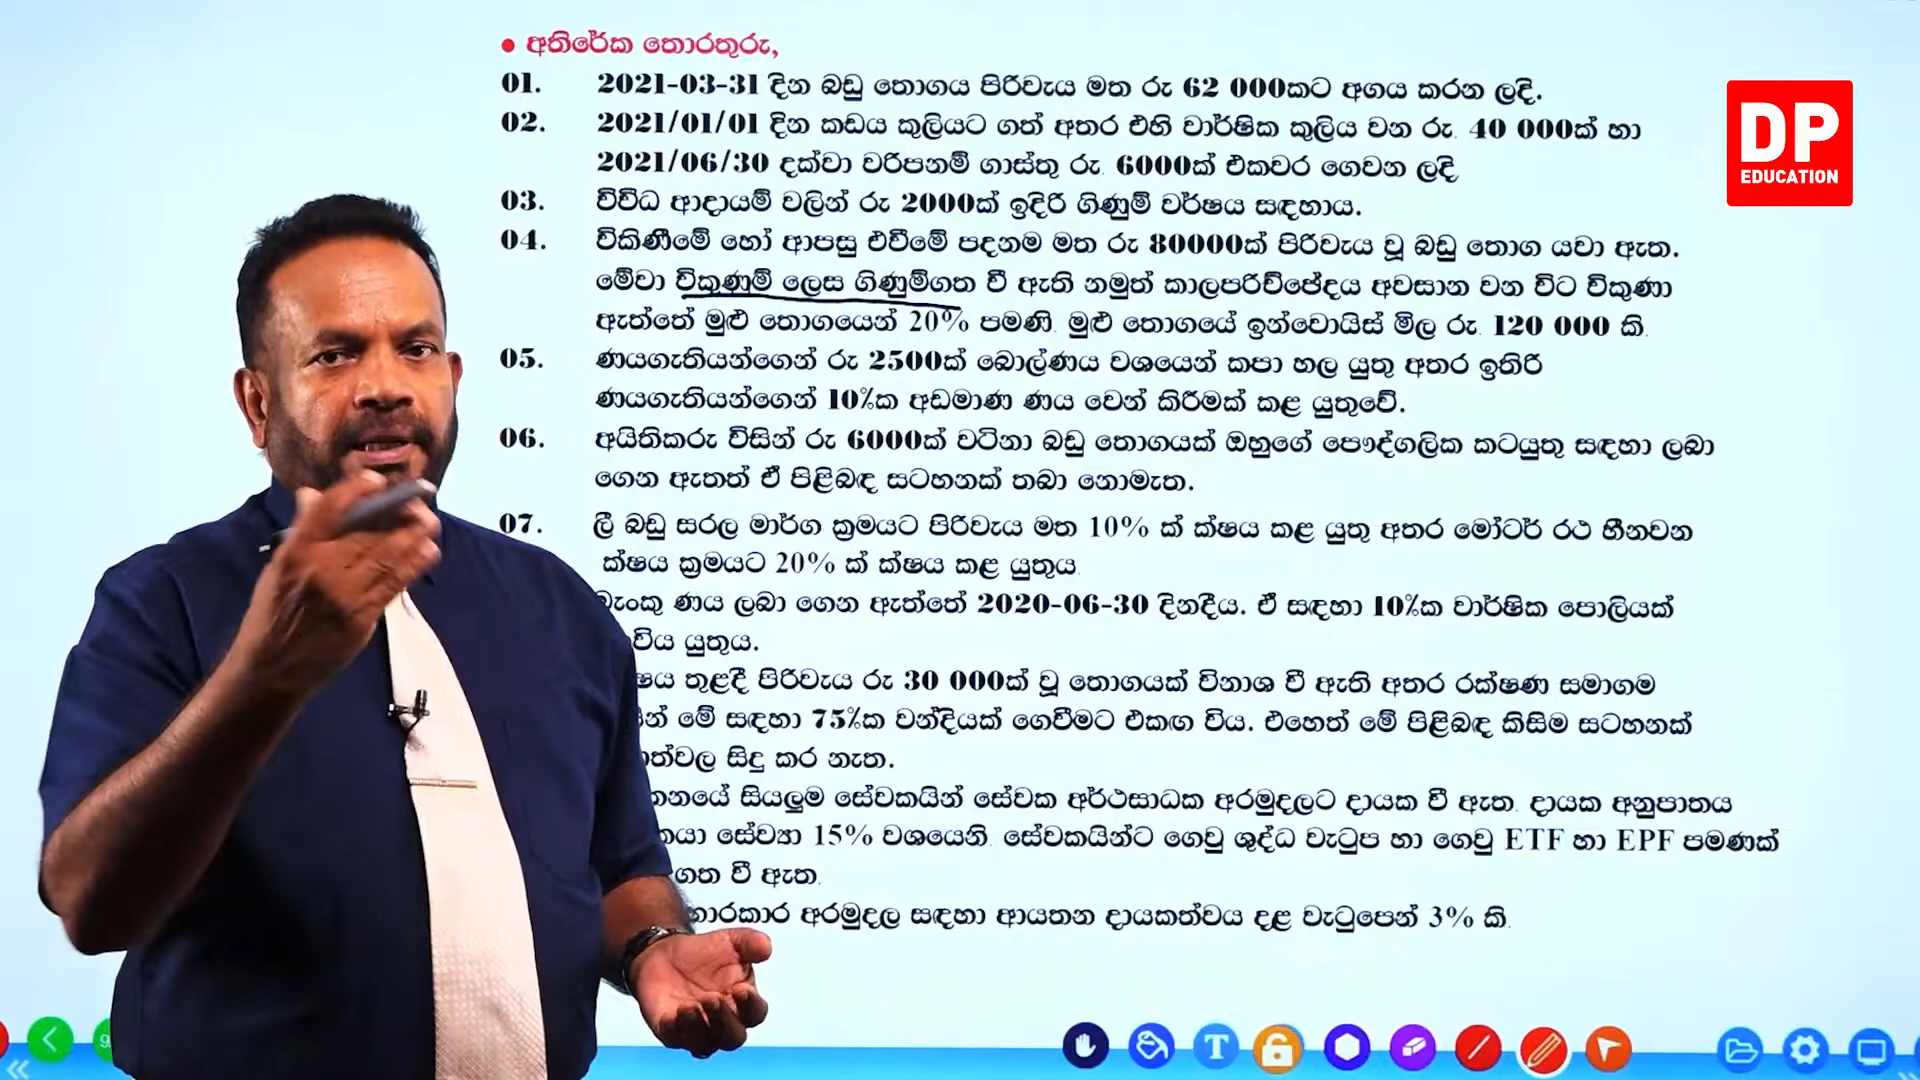 • අතිරේක තොරතුරු,
01. 2021-03-31 දින බඩු තොගය පිරිවැය මත රු 62 000කට අගය කරන ලදි.
02. 2021/01/01 දින කඩය කුලියට ගත් අතර එහි වාර්ෂික කුලිය වන රු. 40 000ක් හා
2021/06/30 දක්වා වරිපනම් ගාස්තු රු. 6000ක් එකවර ගෙවන ලදි
03. විවිධ ආදායම් වලින් රු 2000ක් ඉදිරි ගිණුම් වර්ෂය සඳහාය.
04. විකිණීමේ හෝ ආපසු එවීමේ පදනම මත රු 80000ක් පිරිවැය වූ බඩු තොග යවා ඇත.
මේවා විකුණුම් ලෙස ගිණුම්ගත වී ඇති නමුත් කාලපරිච්ඡේදය අවසාන වන විට විකුණා
ඇත්තේ මුළු තොගයෙන් 20% පමණි. මුළු තොගයේ ඉන්වොයිස් මිල රු. 120 000 කි.
05. ණයගැතියන්ගෙන් රු 2500ක් බොල්ණය වශයෙන් කපා හල යුතු අතර ඉතිරි
ණයගැතියන්ගෙන් 10%ක අඩමාණ ණය වෙන් කිරීමක් කළ යුතුවේ.
06. අයිතිකරු විසින් රු 6000ක් වටිනා බඩු තොගයක් ඔහුගේ පෞද්ගලික කටයුතු සඳහා ලබා
ගෙන ඇතත් ඒ පිළිබඳ සටහනක් තබා නොමැත.
07. ලී බඩු සරල මාර්ග ක්‍රමයට පිරිවැය මත 10% ක් ක්ෂය කළ යුතු අතර මෝටර් රථ හීනවන
ක්ෂය ක්‍රමයට 20% ක් ක්ෂය කළ යුතුය.
බැංකු ණය ලබා ගෙන ඇත්තේ 2020-06-30 දිනදීය. ඒ සඳහා 10%ක වාර්ෂික පොලියක්
විය යුතුය.
තුළදී පිරිවැය රු 30 000ක් වූ තොගයක් විනාශ වී ඇති අතර රක්ෂණ සමාගම
මේ සඳහා 75%ක වන්දියක් ගෙවීමට එකඟ විය. එහෙත් මේ පිළිබඳ කිසිම සටහනක්
සිදු කර නැත.
සියලුම සේවකයින් සේවක අර්ථසාධක අරමුදලට දායක වී ඇත. දායක අනුපාතය
සේව්‍යා 15% වශයෙනි. සේවකයින්ට ගෙවූ ශුද්ධ වැටුප හා ගෙවූ ETF හා EPF පමණක්
වී ඇත.
අරමුදල සඳහා ආයතන දායකත්වය දළ වැටුපෙන් 3% කි.
DP
EDUCATION